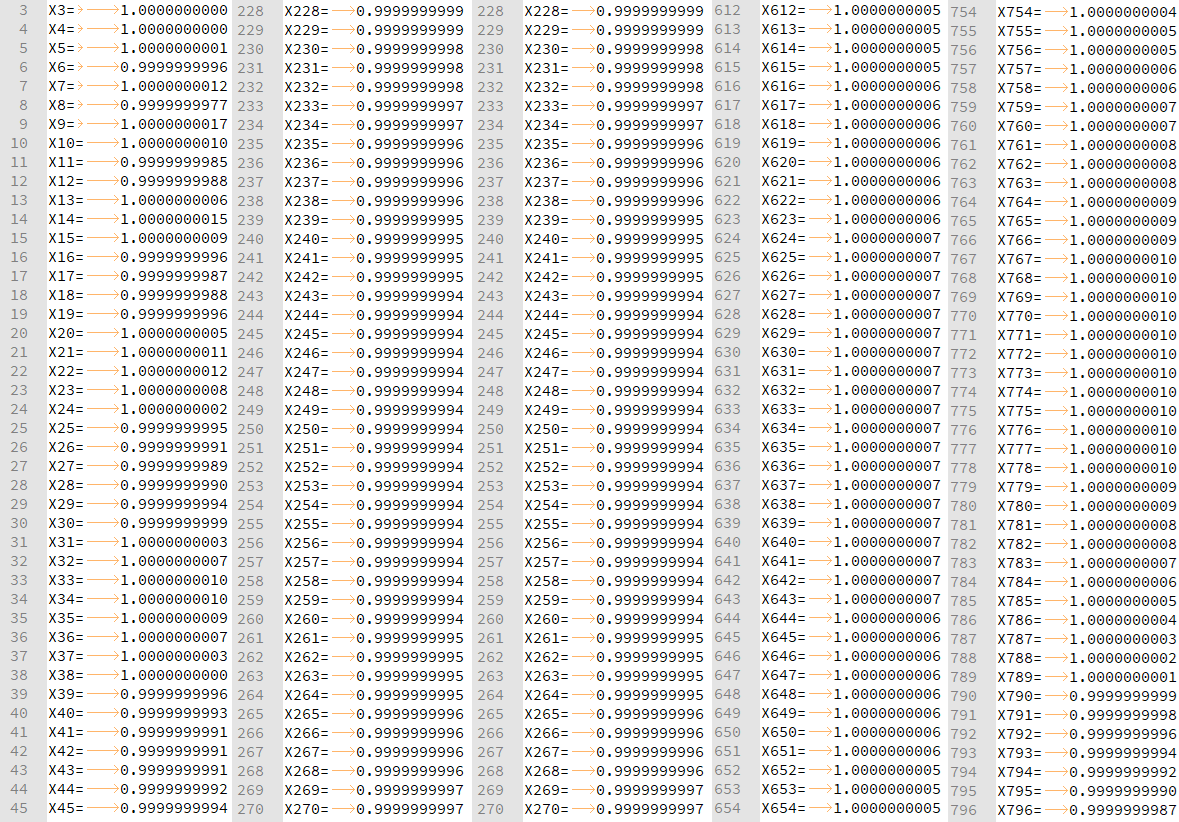 3 X3=→1.0000000000
4 X4=→1.0000000000
5 X5=→1.0000000001
6 X6=→0.9999999996
7 X7=→1.0000000012
8 X8=→0.9999999977
9 X9=→1.0000000017
10 X10=→1.0000000010
11 X11=→0.9999999985
12 X12=→0.9999999988
13 X13=→1.0000000006
14 X14=→1.0000000015
15 X15=→1.0000000009
16 X16=→0.9999999996
17 X17=→0.9999999987
18 X18=→0.9999999988
19 X19=→0.9999999996
20 X20=→1.0000000005
21 X21=→1.0000000011
22 X22=→1.0000000012
23 X23=→1.0000000008
24 X24=→1.0000000002
25 X25=→0.9999999995
26 X26=→0.9999999991
27 X27=→0.9999999989
28 X28=→0.9999999990
29 X29=→0.9999999994
30 X30=→0.9999999999
31 X31=→1.0000000003
32 X32=→1.0000000007
33 X33=→1.0000000010
34 X34=→1.0000000010
35 X35=→1.0000000009
36 X36=→1.0000000007
37 X37=→1.0000000003
38 X38=→1.0000000000
39 X39=→0.9999999996
40 X40=→0.9999999993
41 X41=→0.9999999991
42 X42=→0.9999999991
43 X43=→0.9999999991
44 X44=→0.9999999992
45 X45=→0.9999999994
228 X228=→0.9999999999
229 X229=→0.9999999999
230 X230=→0.9999999998
231 X231=→0.9999999998
232 X232=→0.9999999998
233 X233=→0.9999999997
234 X234=→0.9999999997
235 X235=→0.9999999996
236 X236=→0.9999999996
237 X237=→0.9999999996
238 X238=→0.9999999996
239 X239=→0.9999999995
240 X240=→0.9999999995
241 X241=→0.9999999995
242 X242=→0.9999999995
243 X243=→0.9999999994
244 X244=→0.9999999994
245 X245=→0.9999999994
246 X246=→0.9999999994
247 X247=→0.9999999994
248 X248=→0.9999999994
249 X249=→0.9999999994
250 X250=→0.9999999994
251 X251=→0.9999999994
252 X252=→0.9999999994
253 X253=→0.9999999994
254 X254=→0.9999999994
255 X255=→0.9999999994
256 X256=→0.9999999994
257 X257=→0.9999999994
258 X258=→0.9999999994
259 X259=→0.9999999994
260 X260=→0.9999999994
261 X261=→0.9999999995
262 X262=→0.9999999995
263 X263=→0.9999999995
264 X264=→0.9999999995
265 X265=→0.9999999996
266 X266=→0.9999999996
267 X267=→0.9999999996
268 X268=→0.9999999996
269 X269=→0.9999999997
270 X270=→0.9999999997
228 X228=→0.9999999999
229 X229=→0.9999999999
230 X230=→0.9999999998
231 X231=→0.9999999998
232 X232=→0.9999999998
233 X233=→0.9999999997
234 X234=→0.9999999997
235 X235=→0.9999999996
236 X236=→0.9999999996
237 X237=→0.9999999996
238 X238=→0.9999999996
239 X239=→0.9999999995
240 X240=→0.9999999995
241 X241=→0.9999999995
242 X242=→0.9999999995
243 X243=→0.9999999994
244 X244=→0.9999999994
245 X245=→0.9999999994
246 X246=→0.9999999994
247 X247=→0.9999999994
248 X248=→0.9999999994
249 X249=→0.9999999994
250 X250=→0.9999999994
251 X251=→0.9999999994
252 X252=→0.9999999994
253 X253=→0.9999999994
254 X254=→0.9999999994
255 X255=→0.9999999994
256 X256=→0.9999999994
257 X257=→0.9999999994
258 X258=→0.9999999994
259 X259=→0.9999999994
260 X260=→0.9999999994
261 X261=→0.9999999995
262 X262=→0.9999999995
263 X263=→0.9999999995
264 X264=→0.9999999995
265 X265=→0.9999999996
266 X266=→0.9999999996
267 X267=→0.9999999996
268 X268=→0.9999999996
269 X269=→0.9999999997
270 X270=→0.9999999997
612 X612=→1.0000000005
613 X613=→1.0000000005
614 X614=→1.0000000005
615 X615=→1.0000000005
616 X616=→1.0000000006
617 X617=→1.0000000006
618 X618=→1.0000000006
619 X619=→1.0000000006
620 X620=→1.0000000006
621 X621=→1.0000000006
622 X622=→1.0000000006
623 X623=→1.0000000006
624 X624=→1.0000000007
625 X625=→1.0000000007
626 X626=→1.0000000007
627 X627=→1.0000000007
628 X628=→1.0000000007
629 X629=→1.0000000007
630 X630=→1.0000000007
631 X631=→1.0000000007
632 X632=→1.0000000007
633 X633=→1.0000000007
634 X634=→1.0000000007
635 X635=→1.0000000007
636 X636=→1.0000000007
637 X637=→1.0000000007
638 X638=→1.0000000007
639 X639=→1.0000000007
640 X640=→1.0000000007
641 X641=→1.0000000007
642 X642=→1.0000000007
643 X643=→1.0000000007
644 X644=→1.0000000006
645 X645=→1.0000000006
646 X646=→1.0000000006
647 X647=→1.0000000006
648 X648=→1.0000000006
649 X649=→1.0000000006
650 X650=→1.0000000006
651 X651=→1.0000000006
652 X652=→1.0000000005
653 X653=→1.0000000005
654 X654=→1.0000000005
754 X754=→1.0000000004
755 X755=→1.0000000005
756 X756=→1.0000000005
757 X757=→1.0000000006
758 X758=→1.0000000006
759 X759=→1.0000000007
760 X760=→1.0000000007
761 X761=→1.0000000008
762 X762=→1.0000000008
763 X763=→1.0000000008
764 X764=→1.0000000009
765 X765=→1.0000000009
766 X766=→1.0000000009
767 X767=→1.0000000010
768 X768=→1.0000000010
769 X769=→1.0000000010
770 X770=→1.0000000010
771 X771=→1.0000000010
772 X772=→1.0000000010
773 X773=→1.0000000010
774 X774=→1.0000000010
775 X775=→1.0000000010
776 X776=→1.0000000010
777 X777=→1.0000000010
778 X778=→1.0000000010
779 X779=→1.0000000009
780 X780=→1.0000000009
781 X781=→1.0000000008
782 X782=→1.0000000008
783 X783=→1.0000000007
784 X784=→1.0000000006
785 X785=→1.0000000005
786 X786=→1.0000000004
787 X787=→1.0000000003
788 X788=→1.0000000002
789 X789=→1.0000000001
790 X790=→0.9999999999
791 X791=→0.9999999998
792 X792=→0.9999999996
793 X793=→0.9999999994
794 X794=→0.9999999992
795 X795=→0.9999999990
796 X796=→0.9999999987